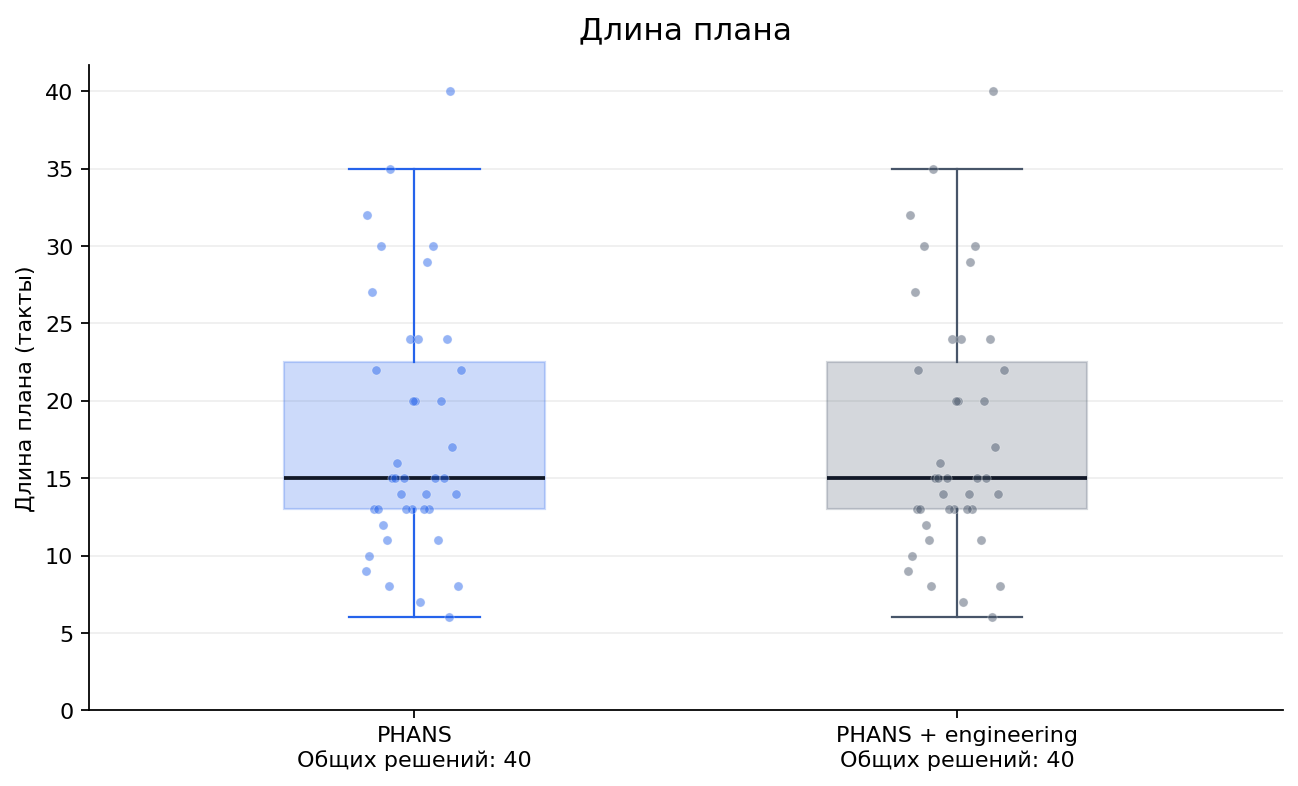 Длина плана
Длина плана (такты)
40
35
30
25
20
15
10
5
0
PHANS
Общих решений: 40
PHANS + engineering
Общих решений: 40